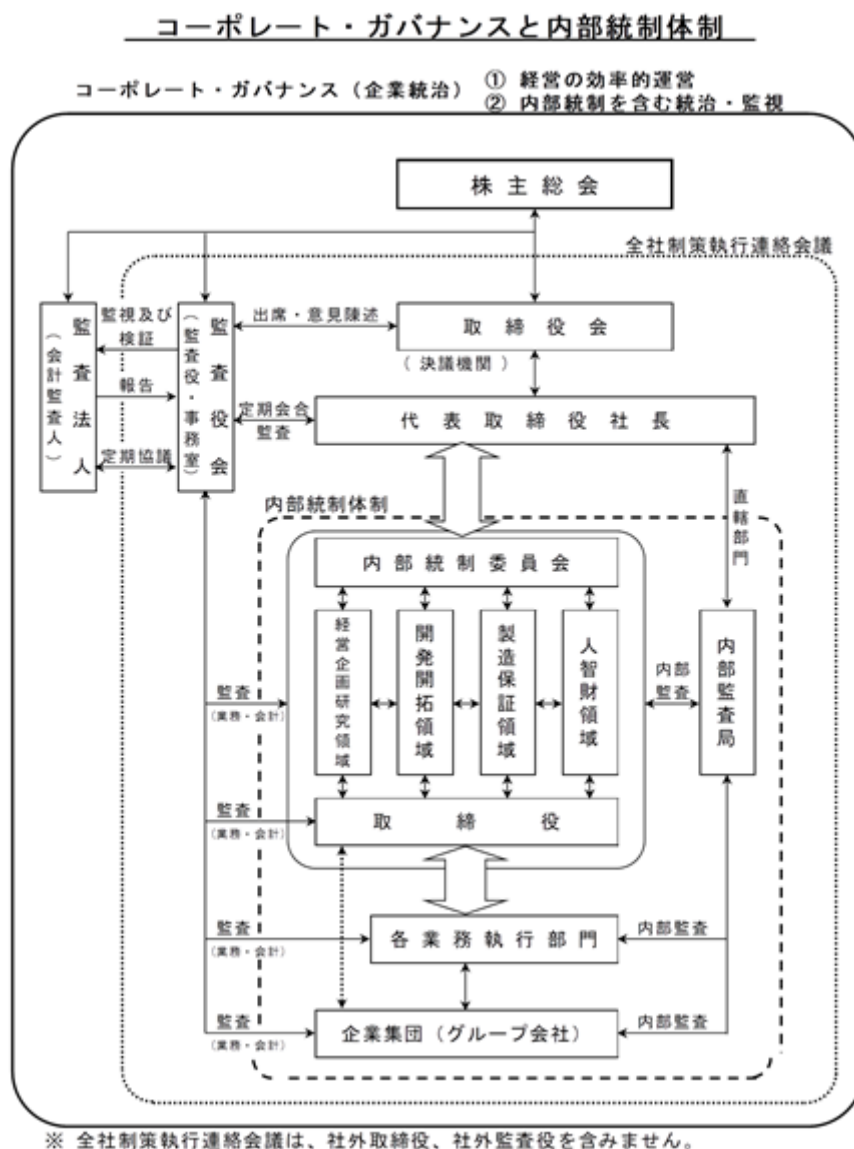 コーポレート・ガバナンスと内部統制体制
コーポレート・ガバナンス（企業統治）
① 経営の効率的運営
② 内部統制を含む統治・監視
株主総会
全社制策執行連絡会議
監査法人
（会計監査人）
監視及び
検証
報告
定期協議
監査役会
（監査役・事務室）
出席・意見陳述
取締役会
（決議機関）
定期会合
監査
代表取締役社長
直轄部門
内部統制体制
内部統制委員会
経営企画研究領域
開発開拓領域
製造保証領域
人智財領域
内部
監査
内部監査局
監査
（業務・会計）
監査
（業務・会計）
取締役
監査
（業務・会計）
各業務執行部門
内部監査
監査
（業務・会計）
企業集団（グループ会社）
内部監査
※ 全社制策執行連絡会議は、社外取締役、社外監査役を含みません。